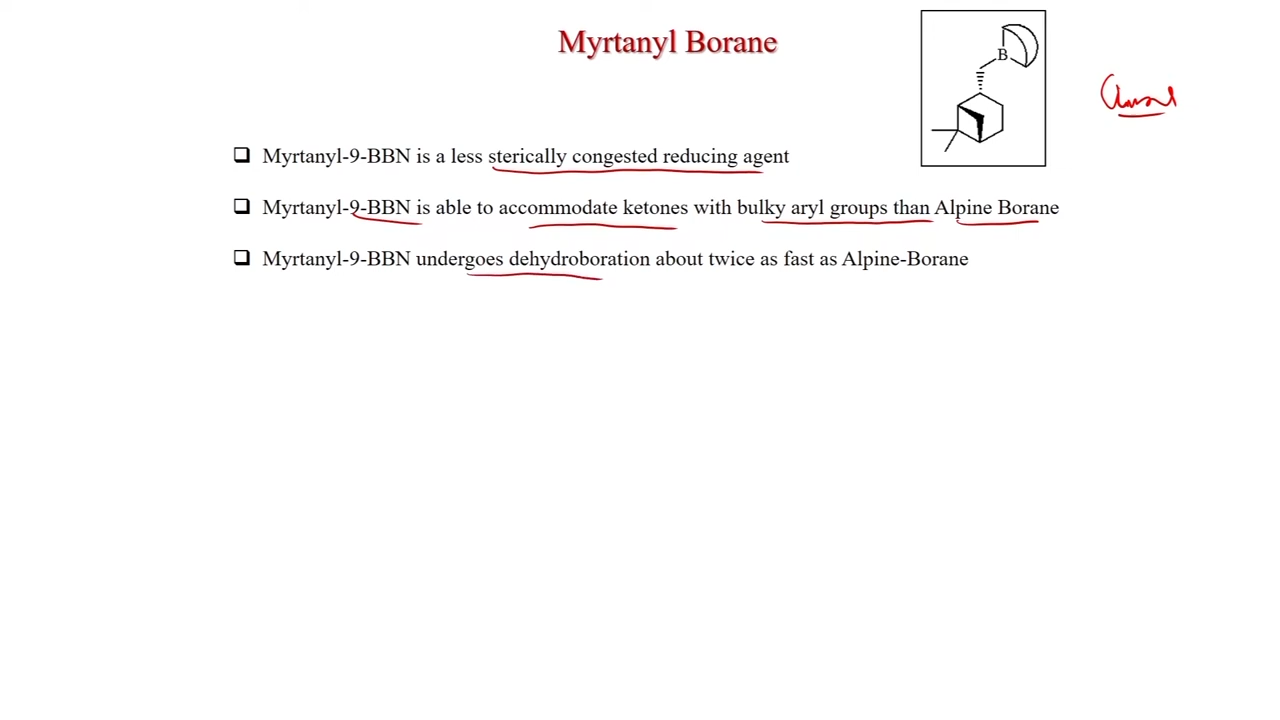 Myrtanyl Borane
B
❑ Myrtanyl-9-BBN is a less sterically congested reducing agent
❑ Myrtanyl-9-BBN is able to accommodate ketones with bulky aryl groups than Alpine Borane
❑ Myrtanyl-9-BBN undergoes dehydroboration about twice as fast as Alpine-Borane